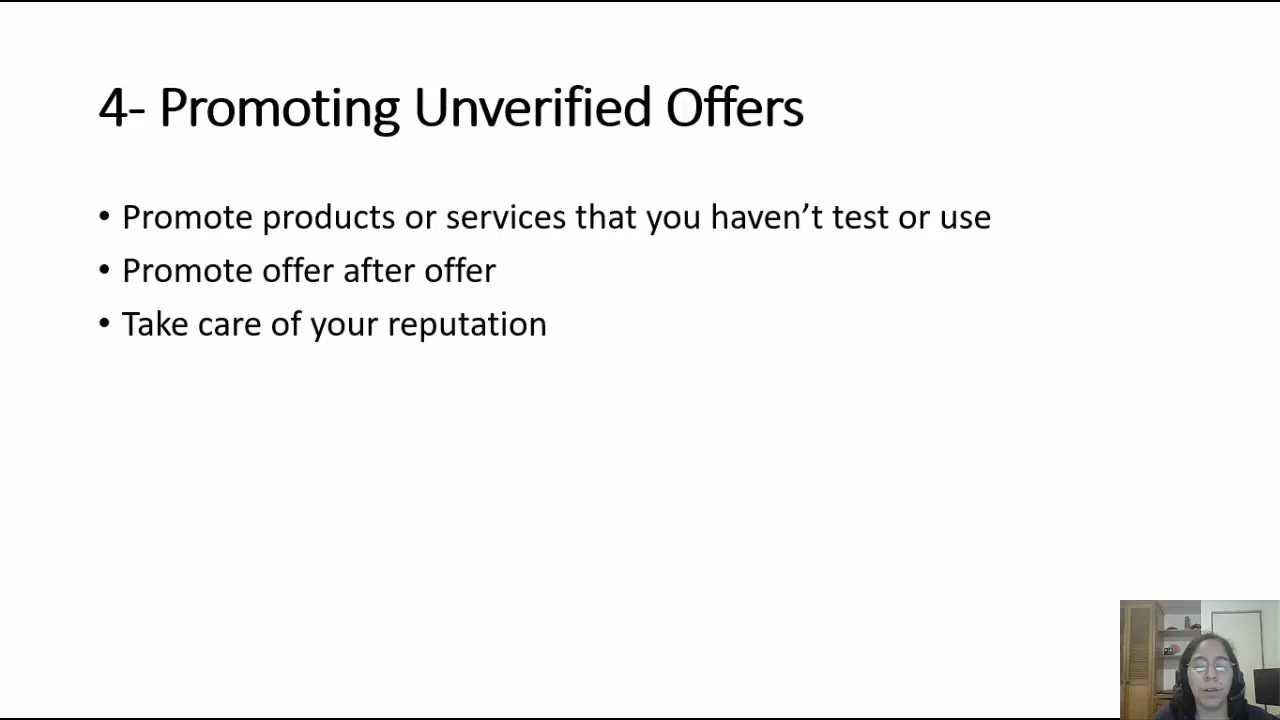 4- Promoting Unverified Offers
• Promote products or services that you haven’t test or use
• Promote offer after offer
• Take care of your reputation